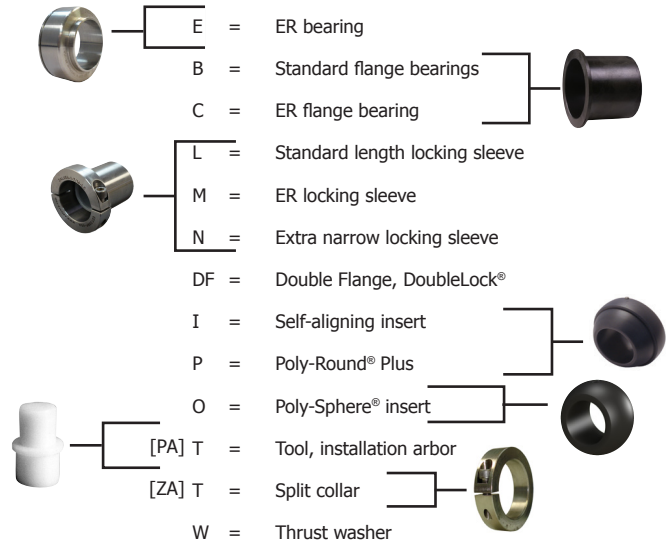 E = ER bearing
B = Standard flange bearings
C = ER flange bearing
L = Standard length locking sleeve
M = ER locking sleeve
N = Extra narrow locking sleeve
DF = Double Flange, DoubleLock®
I = Self-aligning insert
P = Poly-Round® Plus
O = Poly-Sphere® insert
[PA] T = Tool, installation arbor
[ZA] T = Split collar
W = Thrust washer